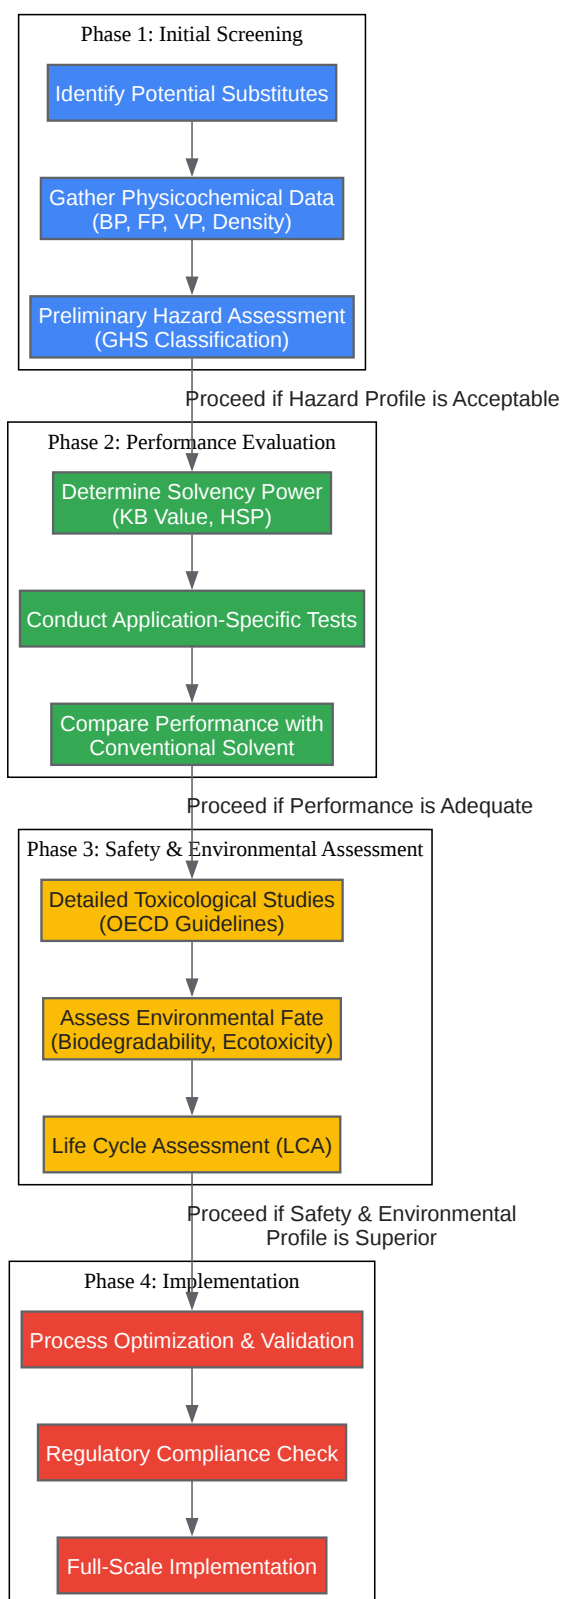 Phase 1: Initial Screening
Identify Potential Substitutes
Gather Physicochemical Data
(BP, FP, VP, Density)
Preliminary Hazard Assessment
(GHS Classification)
Proceed if Hazard Profile is Acceptable
Phase 2: Performance Evaluation
Determine Solvency Power
(KB Value, HSP)
Conduct Application-Specific Tests
Compare Performance with
Conventional Solvent
Proceed if Performance is Adequate
Phase 3: Safety & Environmental Assessment
Detailed Toxicological Studies
(OECD Guidelines)
Assess Environmental Fate
(Biodegradability, Ecotoxicity)
Life Cycle Assessment (LCA)
Proceed if Safety & Environmental
Profile is Superior
Phase 4: Implementation
Process Optimization & Validation
Regulatory Compliance Check
Full-Scale Implementation